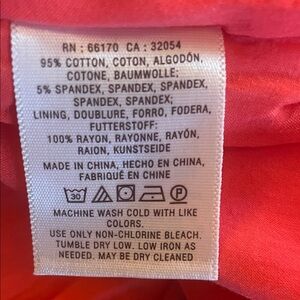 RN : 66170 CA : 32054
95% COTTON, COTON, ALGODÓN,
COTONE, BAUMWOLLE;
5% SPANDEX, SPANDEX, SPANDEX,
SPANDEX, SPANDEX;
LINING, DOUBLURE, FORRO, FODERA,
FUTTERSTOFF:
100% RAYON, RAYONNE, RAYÓN,
RAION, KUNSTSEIDE
MADE IN CHINA, HECHO EN CHINA,
FABRIQUÉ EN CHINE
30 P
MACHINE WASH COLD WITH LIKE
COLORS.
USE ONLY NON-CHLORINE BLEACH.
TUMBLE DRY LOW. LOW IRON AS
NEEDED. MAY BE DRY CLEANED